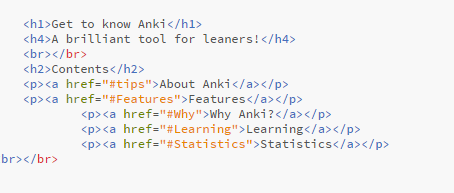 <h1>Get to know Anki</h1>
<h4>A brilliant tool for leaners!</h4>
<br></br>
<h2>Contents</h2>
<p><a href="#tips">About Anki</a></p>
<p><a href="#Features">Features</a></p>
<p><a href="#Why">Why Anki?</a></p>
<p><a href="#Learning">Learning</a></p>
<p><a href="#Statistics">Statistics</a></p>
br></br>